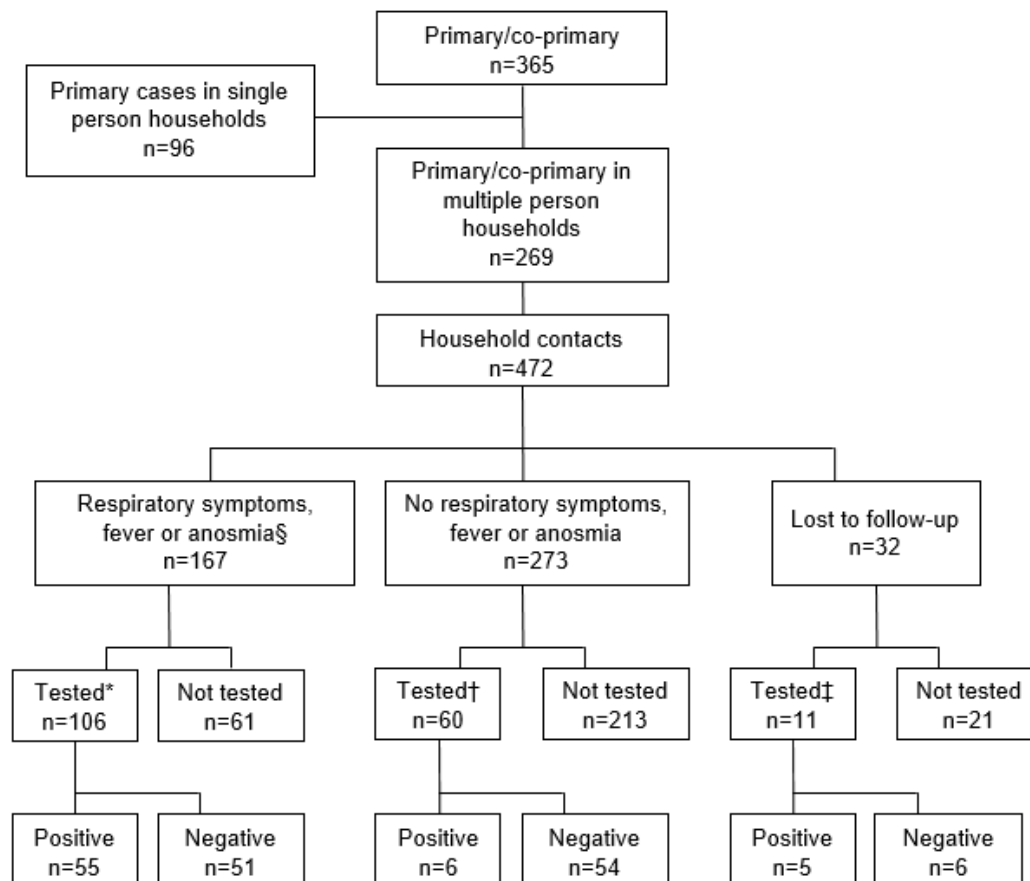 Primary/co-primary
n=365
Primary cases in single
person households
n=96
Primary/co-primary in
multiple person
households
n=269
Household contacts
n=472
Respiratory symptoms,
fever or anosmia§
n=167
No respiratory symptoms,
fever or anosmia
n=273
Lost to follow-up
n=32
Tested*
n=106
Not tested
n=61
Tested†
n=60
Not tested
n=213
Tested‡
n=11
Not tested
n=21
Positive
n=55
Negative
n=51
Positive
n=6
Negative
n=54
Positive
n=5
Negative
n=6